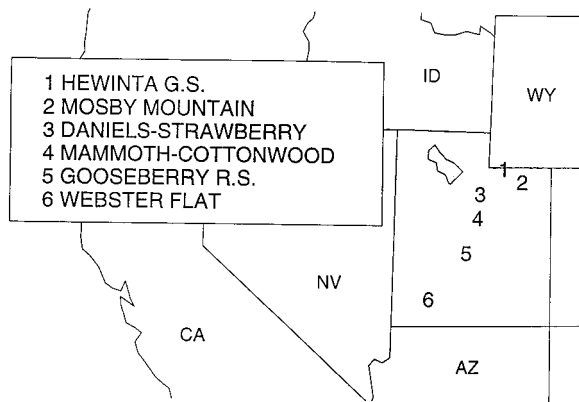 ID
WY
1 HEWINTA G.S.
2 MOSBY MOUNTAIN
3 DANIELS-STRAWBERRY
4 MAMMOTH-COTTONWOOD
5 GOOSEBERRY R.S.
6 WEBSTER FLAT
1
2
3
4
5
NV
6
CA
AZ